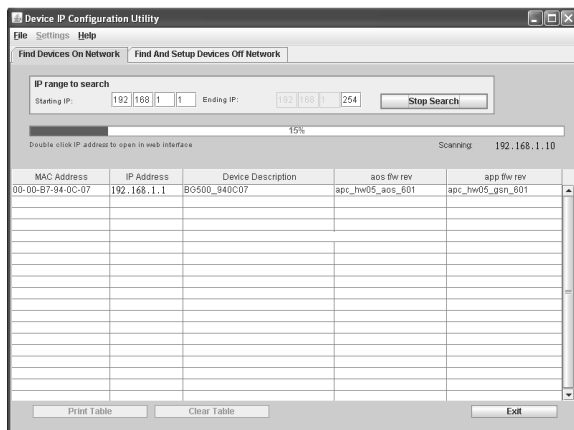 Device IP Configuration Utility
File Settings Help
Find Devices On Network Find And Setup Devices Off Network
IP range to search
Starting IP: 192 168 1 1 Ending IP: 192 168 1 254 Stop Search
15%
Double click IP address to open in web interface Scanning: 192.168.1.10
MAC Address IP Address Device Description aos f/w rev app f/w rev
00-00-B7-94-0C-07 192.168.1.1 BG500_940C07 apc_hw05_aos_601 apc_hw05_gsn_601
Print Table Clear Table Exit